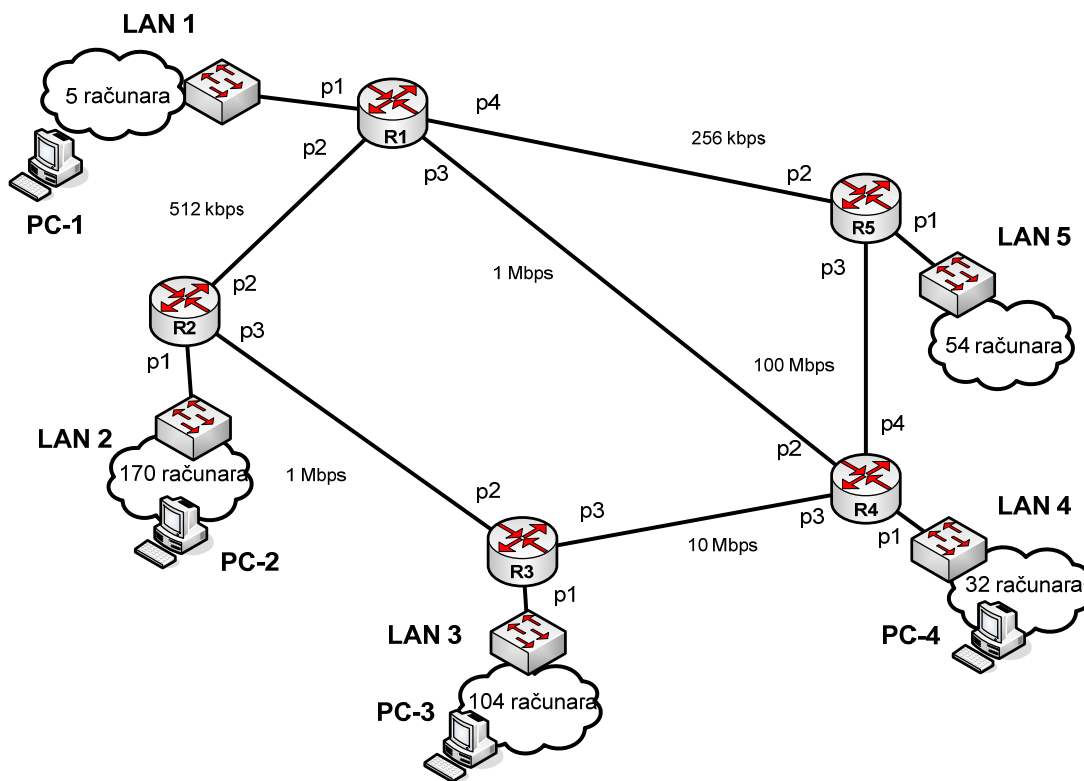 LAN 1
5 računara
PC-1
p1
R1
p4
p2
p3
256 kbps
p2
R5
p1
p3
LAN 5
54 računara
512 kbps
1 Mbps
p2
R2
p3
p1
LAN 2
170 računara
PC-2
1 Mbps
100 Mbps
p4
p2
R4
p3
p1
LAN 4
32 računara
PC-4
10 Mbps
p2
p3
R3
p1
LAN 3
104 računara
PC-3